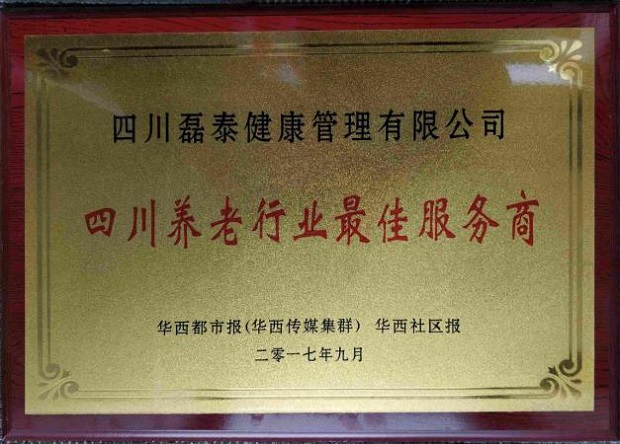 四川磊泰健康管理有限公司
四川养老行业最佳服务商
华西都市报(华西传媒集群) 华西社区报
二零一七年九月